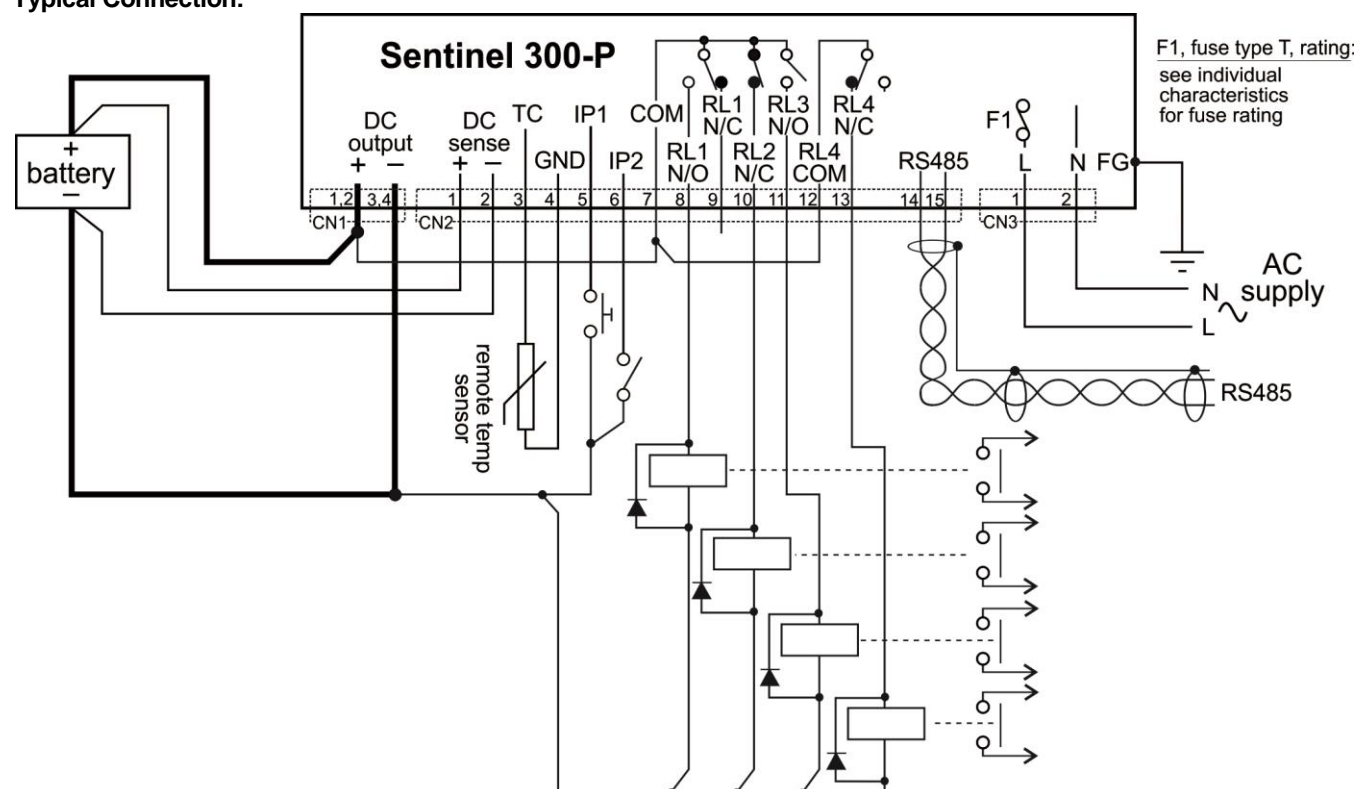 Typical Connection:
Sentinel 300-P
F1, fuse type T, rating:
see individual
characteristics
for fuse rating
battery
+
−
DC
output
+ −
DC
sense
+ −
TC
GND
IP1
IP2
COM
RL1
N/O
RL1
N/C
RL2
N/C
RL3
N/O
RL4
COM
RL4
N/C
RS485
F1
L
N
FG
1,2 3,4
1 2 3 4 5 6 7 8 9 10 11 12 13 14 15
1 2
CN1
CN2
CN3
AC
supply
N
L
RS485
remote temp
sensor